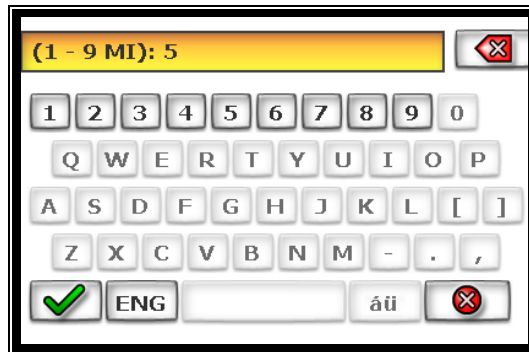 (1 - 9 MI): 5
1 2 3 4 5 6 7 8 9 0
Q W E R T Y U I O P
A S D F G H J K L [ ]
Z X C V B N M - . ,
ENG áü